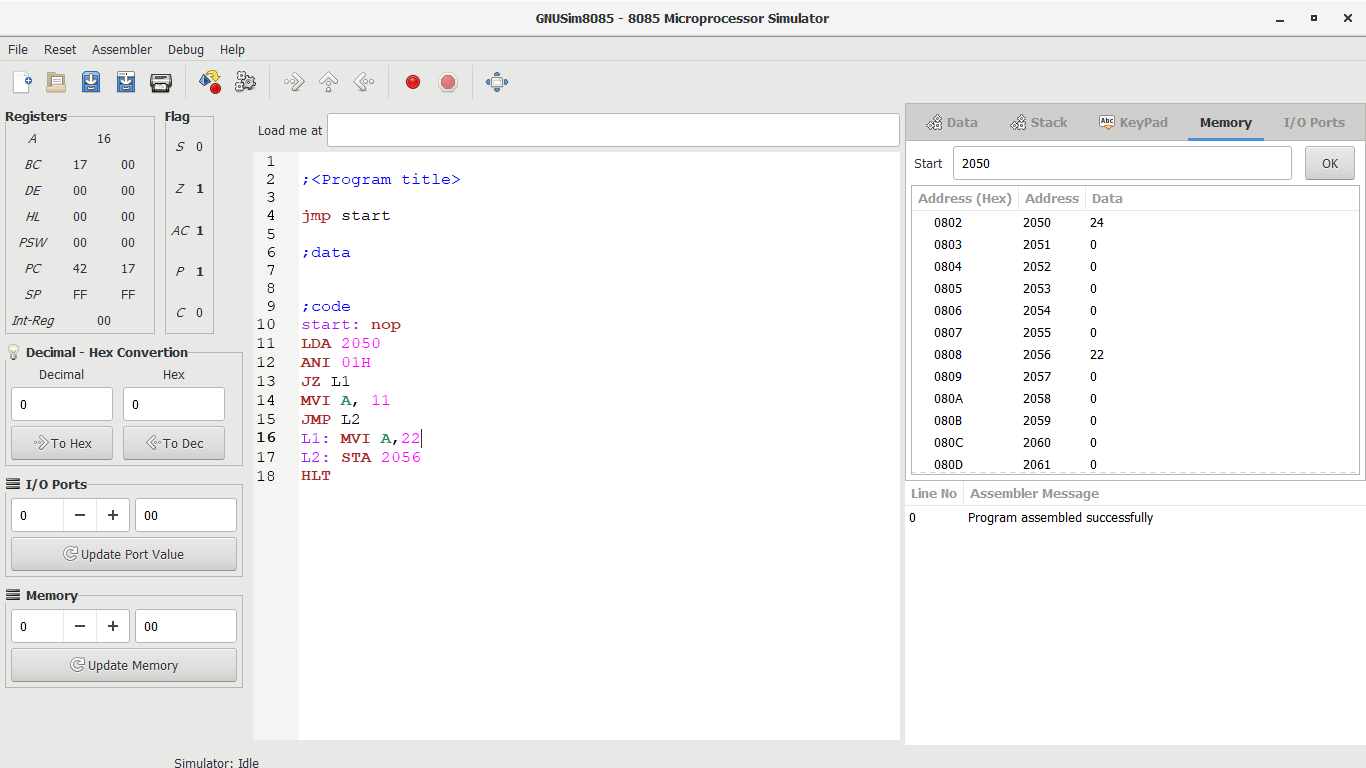 GNUSim8085 - 8085 Microprocessor Simulator
File Reset Assembler Debug Help
Registers
A 16
BC 17 00
DE 00 00
HL 00 00
PSW 00 00
PC 42 17
SP FF FF
Int-Reg 00
Flag
S 0
Z 1
AC 1
P 1
C 0
Decimal - Hex Convertion
Decimal Hex
0 0
To Hex To Dec
I/O Ports
0 − + 00
Update Port Value
Memory
0 − + 00
Update Memory
Load me at
1
2 ;<Program title>
3
4 jmp start
5
6 ;data
7
8
9 ;code
10 start: nop
11 LDA 2050
12 ANI 01H
13 JZ L1
14 MVI A, 11
15 JMP L2
16 L1: MVI A,22
17 L2: STA 2056
18 HLT
Data Stack Abc KeyPad Memory I/O Ports
Start 2050 OK
Address (Hex) Address Data
0802 2050 24
0803 2051 0
0804 2052 0
0805 2053 0
0806 2054 0
0807 2055 0
0808 2056 22
0809 2057 0
080A 2058 0
080B 2059 0
080C 2060 0
080D 2061 0
Line No Assembler Message
0 Program assembled successfully
Simulator: Idle